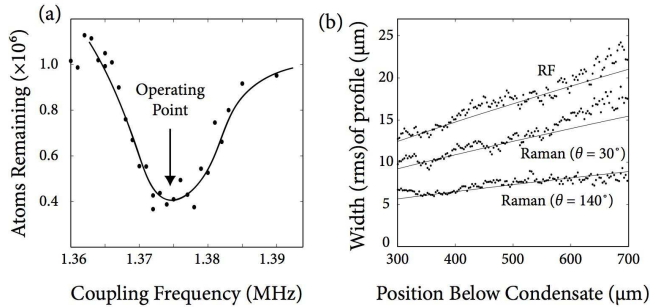 (a)
Atoms Remaining (×10⁶)
1.0
0.8
0.6
0.4
Operating
Point
1.36
1.37
1.38
1.39
Coupling Frequency (MHz)
(b)
Width (rms)of profile (µm)
25
20
15
10
5
0
RF
Raman (θ = 30˚)
Raman (θ = 140˚)
300
400
500
600
700
Position Below Condensate (µm)